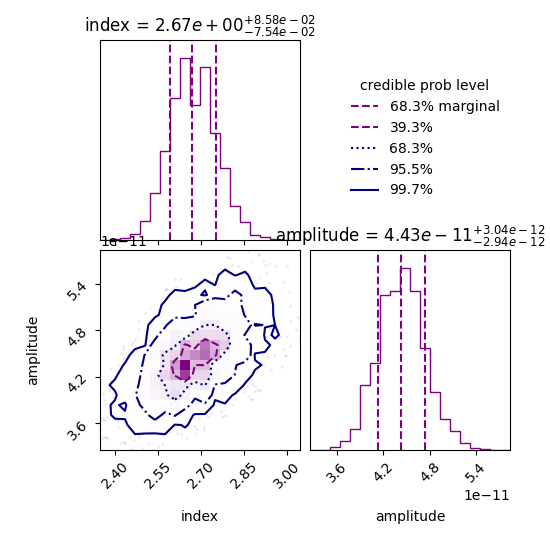 index = 2.67e+00+8.58e−02 −7.54e−02
credible prob level
68.3% marginal
39.3%
68.3%
95.5%
99.7%
1e−11
amplitude = 4.43e−11+3.04e−12 −2.94e−12
amplitude
5.4
4.8
4.2
3.6
2.40 2.55 2.70 2.85 3.00
3.6 4.2 4.8 5.4
1e−11
index
amplitude